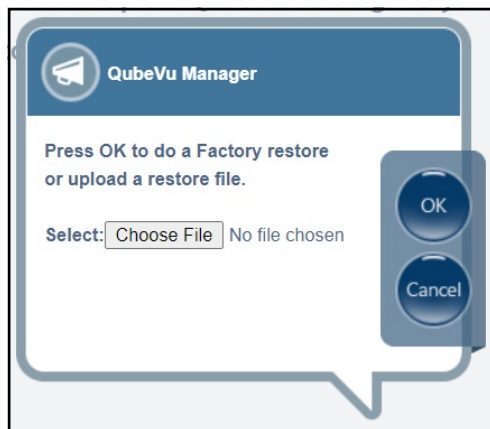 QubeVu Manager
Press OK to do a Factory restore
or upload a restore file.
Select: Choose File No file chosen
OK
Cancel